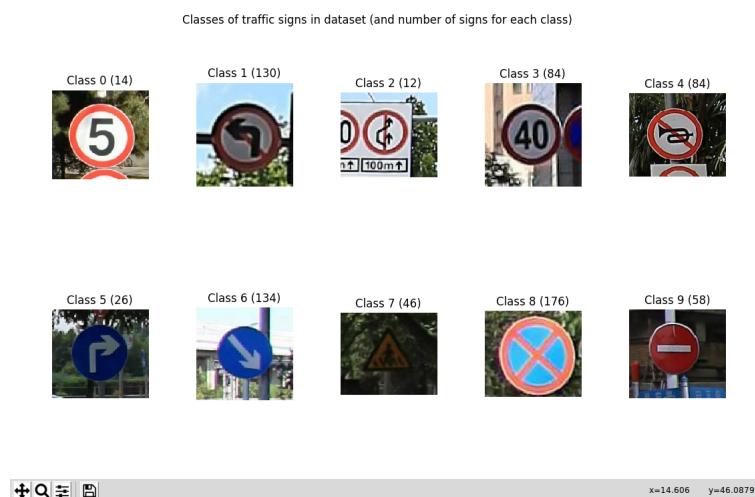 Classes of traffic signs in dataset (and number of signs for each class)
Class 0 (14)
Class 1 (130)
Class 2 (12)
Class 3 (84)
Class 4 (84)
5
0
100m↑
m↑
40
Class 5 (26)
Class 6 (134)
Class 7 (46)
Class 8 (176)
Class 9 (58)
x=14.606 y=46.0879